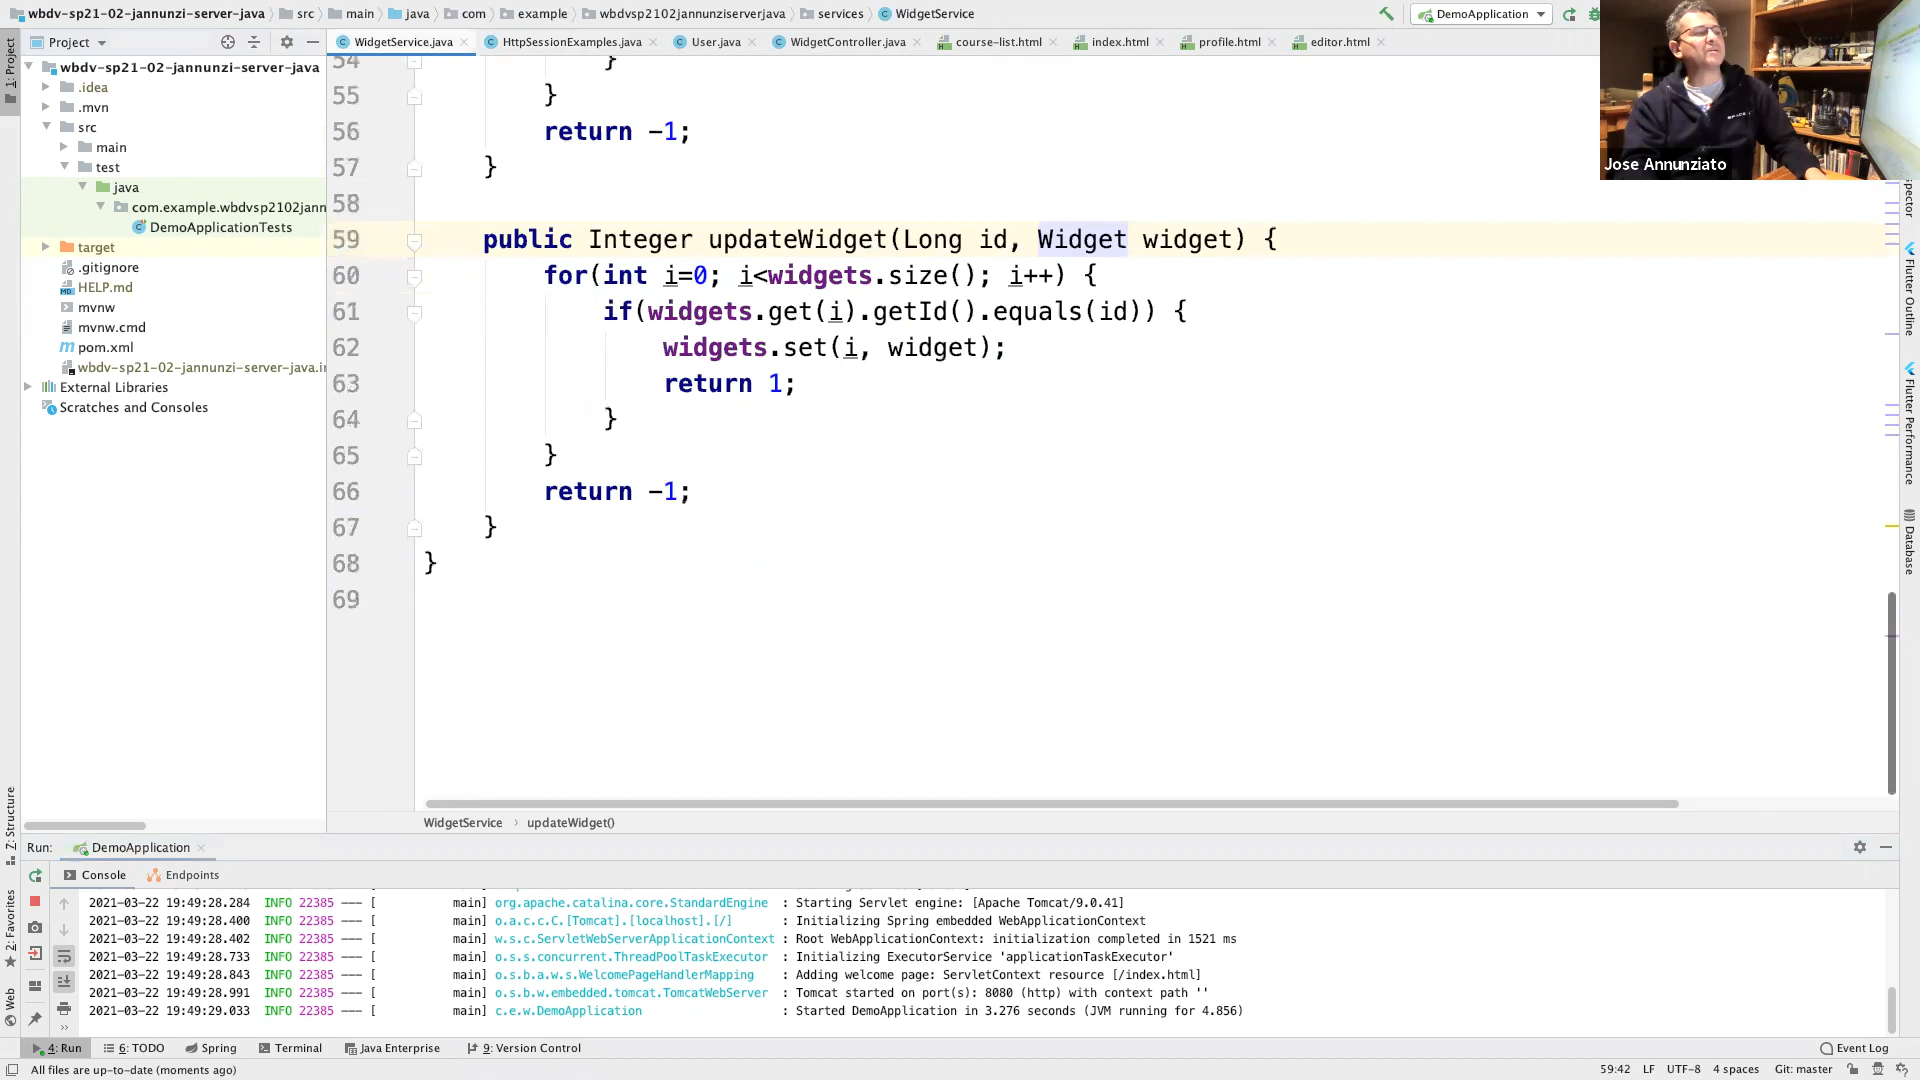 wbdv-sp21-02-jannunzi-server-java src main java com example wbdvsp2102jannunziserverjava services WidgetService DemoApplication
Project WidgetService.java HttpSessionExamples.java User.java WidgetController.java course-list.html index.html profile.html editor.html
1: Project
wbdv-sp21-02-jannunzi-server-java
.idea
.mvn
src
main
test
java
com.example.wbdvsp2102jann
DemoApplicationTests
target
.gitignore
HELP.md
mvnw
mvnw.cmd
pom.xml
wbdv-sp21-02-jannunzi-server-java.i
External Libraries
Scratches and Consoles
54 }
55 }
56 return -1;
57 }
58
59 public Integer updateWidget(Long id, Widget widget) {
60 for(int i=0; i<widgets.size(); i++) {
61 if(widgets.get(i).getId().equals(id)) {
62 widgets.set(i, widget);
63 return 1;
64 }
65 }
66 return -1;
67 }
68 }
69
Jose Annunziato
SPACE
spector
Flutter Outline
Flutter Performance
Database
WidgetService › updateWidget()
Z: Structure
2: Favorites
Web
Run: DemoApplication
Console Endpoints
2021-03-22 19:49:28.284 INFO 22385 --- [ main] org.apache.catalina.core.StandardEngine : Starting Servlet engine: [Apache Tomcat/9.0.41]
2021-03-22 19:49:28.400 INFO 22385 --- [ main] o.a.c.c.C.[Tomcat].[localhost].[/] : Initializing Spring embedded WebApplicationContext
2021-03-22 19:49:28.402 INFO 22385 --- [ main] w.s.c.ServletWebServerApplicationContext : Root WebApplicationContext: initialization completed in 1521 ms
2021-03-22 19:49:28.733 INFO 22385 --- [ main] o.s.s.concurrent.ThreadPoolTaskExecutor : Initializing ExecutorService 'applicationTaskExecutor'
2021-03-22 19:49:28.843 INFO 22385 --- [ main] o.s.b.a.w.s.WelcomePageHandlerMapping : Adding welcome page: ServletContext resource [/index.html]
2021-03-22 19:49:28.991 INFO 22385 --- [ main] o.s.b.w.embedded.tomcat.TomcatWebServer : Tomcat started on port(s): 8080 (http) with context path ''
2021-03-22 19:49:29.033 INFO 22385 --- [ main] c.e.w.DemoApplication : Started DemoApplication in 3.276 seconds (JVM running for 4.856)
4: Run 6: TODO Spring Terminal Java Enterprise 9: Version Control Event Log
All files are up-to-date (moments ago) 59:42 LF UTF-8 4 spaces Git: master